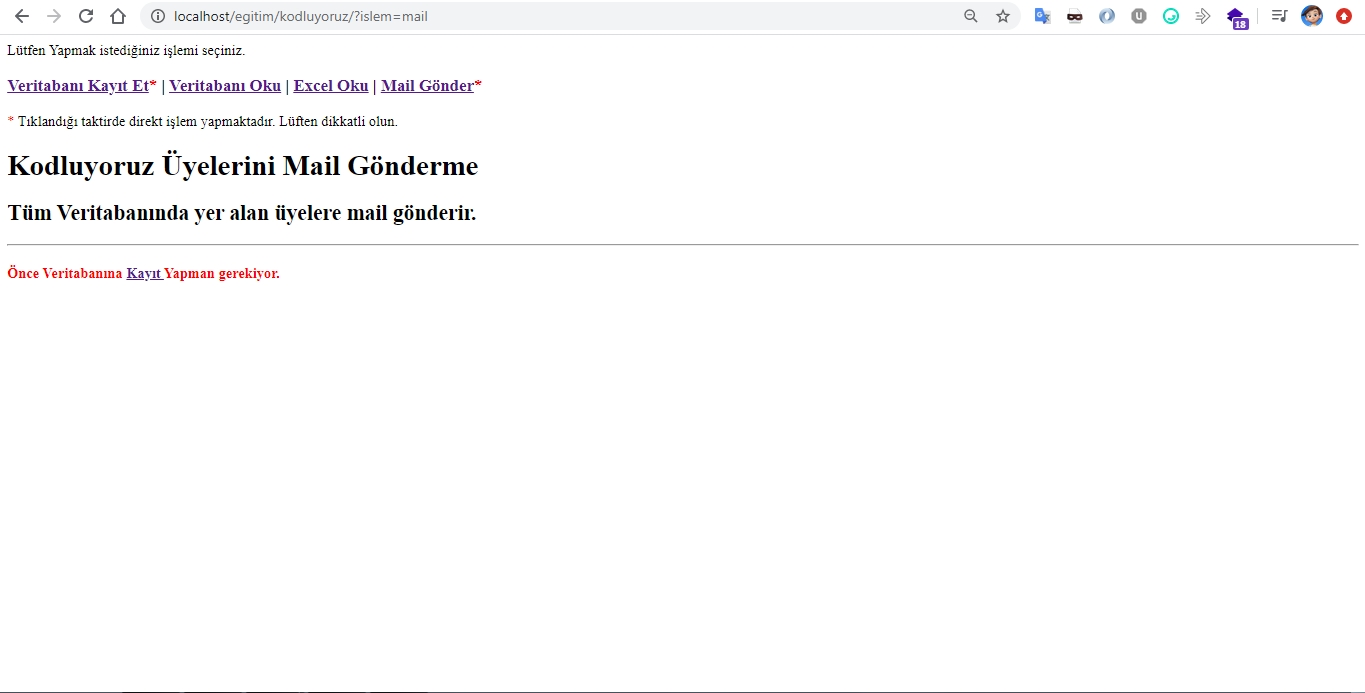 localhost/egitim/kodluyoruz/?islem=mail
18
Lütfen Yapmak istediğiniz işlemi seçiniz.
Veritabanı Kayıt Et* | Veritabanı Oku | Excel Oku | Mail Gönder*
* Tıklandığı taktirde direkt işlem yapmaktadır. Lüften dikkatli olun.
Kodluyoruz Üyelerini Mail Gönderme
Tüm Veritabanında yer alan üyelere mail gönderir.
Önce Veritabanına Kayıt Yapman gerekiyor.